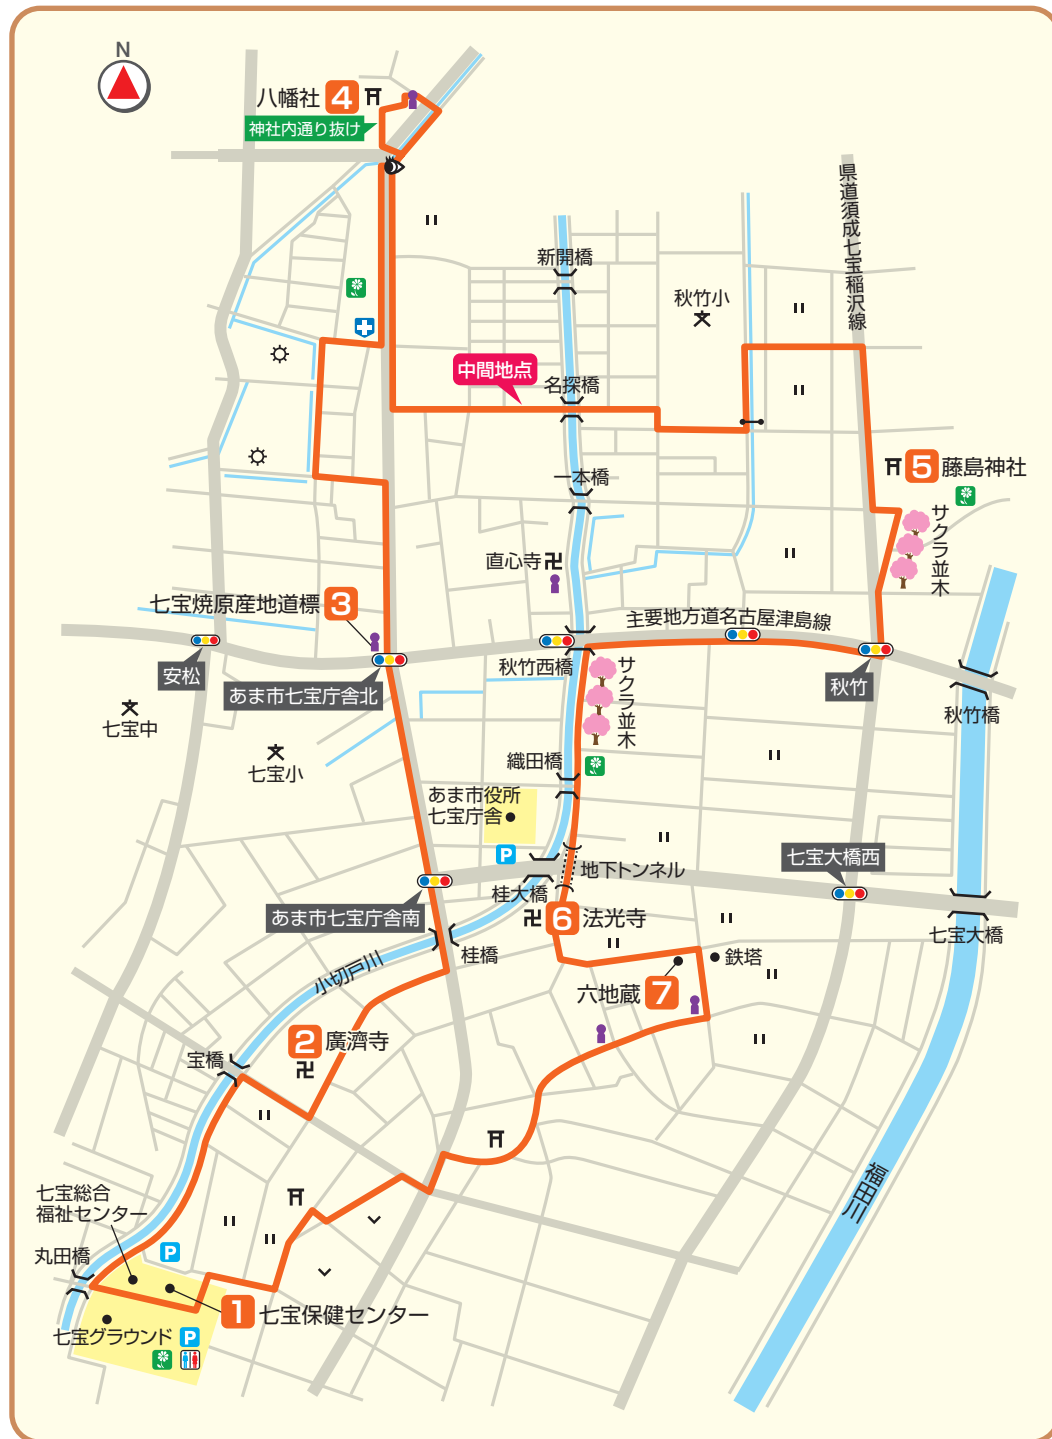 N
八幡社 4
神社内通り抜け
県道須成七宝稲沢線
新開橋
秋竹小
中間地点
名探橋
5 藤島神社
一本橋
サクラ並木
直心寺
七宝焼原産地道標 3
主要地方道名古屋津島線
安松
あま市七宝庁舎北
秋竹西橋
サクラ並木
秋竹
秋竹橋
七宝中
七宝小
織田橋
あま市役所
七宝庁舎
P
地下トンネル
七宝大橋西
桂大橋
あま市七宝庁舎南
6 法光寺
七宝大橋
桂橋
鉄塔
小切戸川
六地蔵 7
2 廣濟寺
宝橋
福田川
七宝総合
福祉センター
P
丸田橋
1 七宝保健センター
七宝グラウンド P